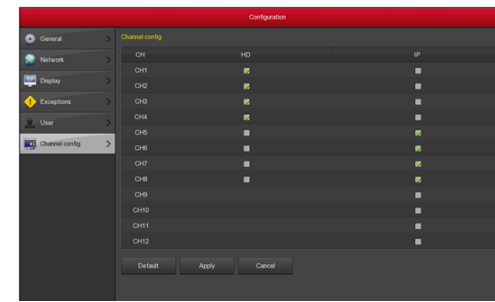 Configuration
General >
Network >
Display >
Exceptions >
User >
Channel config >
Channel config
CH HD IP
CH1
CH2
CH3
CH4
CH5
CH6
CH7
CH8
CH9
CH10
CH11
CH12
Default Apply Cancel